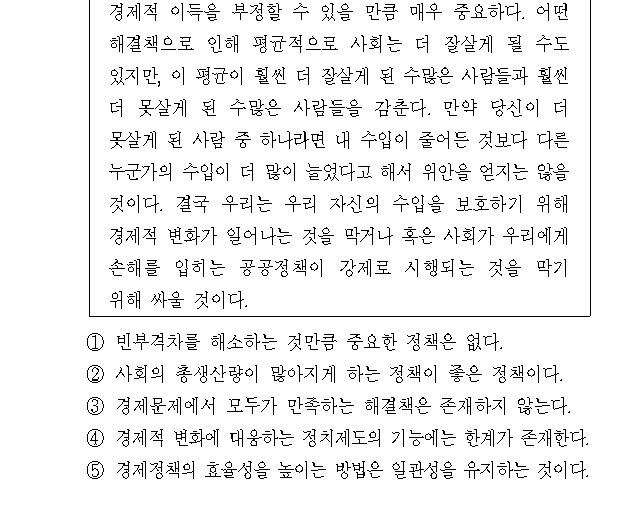 경제적 이득을 부정할 수 있을 만큼 매우 중요하다. 어떤
해결책으로 인해 평균적으로 사회는 더 잘살게 될 수도
있지만, 이 평균이 훨씬 더 잘살게 된 수많은 사람들과 훨씬
더 못살게 된 수많은 사람들을 감춘다. 만약 당신이 더
못살게 된 사람 중 하나라면 내 수입이 줄어든 것보다 다른
누군가의 수입이 더 많이 늘었다고 해서 위안을 얻지는 않을
것이다. 결국 우리는 우리 자신의 수입을 보호하기 위해
경제적 변화가 일어나는 것을 막거나 혹은 사회가 우리에게
손해를 입히는 공공정책이 강제로 시행되는 것을 막기
위해 싸울 것이다.
① 빈부격차를 해소하는 것만큼 중요한 정책은 없다.
② 사회의 총생산량이 많아지게 하는 정책이 좋은 정책이다.
③ 경제문제에서 모두가 만족하는 해결책은 존재하지 않는다.
④ 경제적 변화에 대응하는 정치제도의 기능에는 한계가 존재한다.
⑤ 경제정책의 효율성을 높이는 방법은 일관성을 유지하는 것이다.